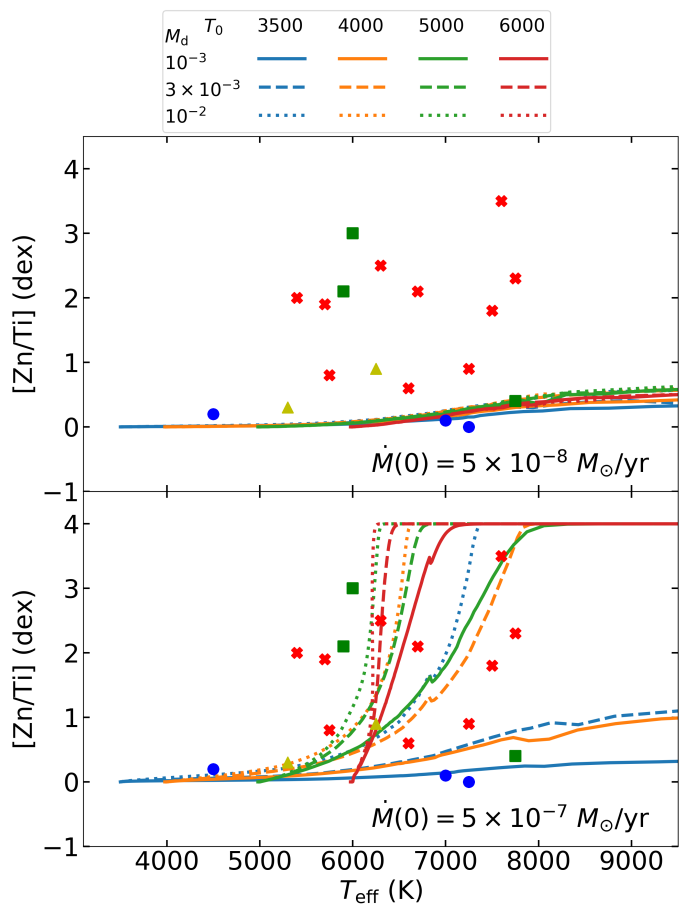 M_d T_0 3500 4000 5000 6000
10^{-3}
3 × 10^{-3}
10^{-2}
[Zn/Ti] (dex)
4
3
2
1
0
−1
Ṁ(0) = 5 × 10^{-8} M_⊙/yr
[Zn/Ti] (dex)
4
3
2
1
0
−1
Ṁ(0) = 5 × 10^{-7} M_⊙/yr
4000 5000 6000 7000 8000 9000
T_eff (K)